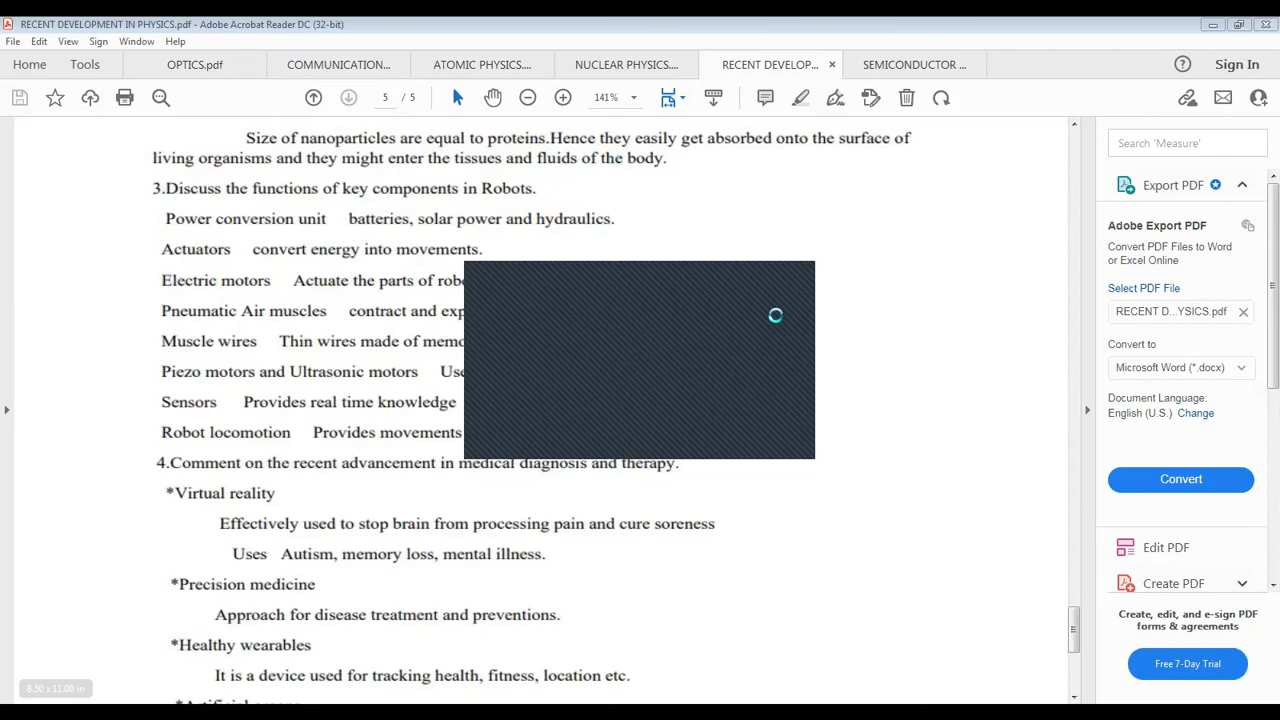 RECENT DEVELOPMENT IN PHYSICS.pdf - Adobe Acrobat Reader DC (32-bit)
File Edit View Sign Window Help
Home Tools OPTICS.pdf COMMUNICATION... ATOMIC PHYSICS.... NUCLEAR PHYSICS.... RECENT DEVELOP... SEMICONDUCTOR ... Sign In
5 / 5 141%
Size of nanoparticles are equal to proteins.Hence they easily get absorbed onto the surface of
living organisms and they might enter the tissues and fluids of the body.
3.Discuss the functions of key components in Robots.
Power conversion unit batteries, solar power and hydraulics.
Actuators convert energy into movements.
Electric motors Actuate the parts of
Pneumatic Air muscles contract and
Muscle wires Thin wires made of
Piezo motors and Ultrasonic motors
Sensors Provides real time knowledge
Robot locomotion Provides movements
4.Comment on the recent advancement in medical diagnosis and therapy.
*Virtual reality
Effectively used to stop brain from processing pain and cure soreness
Uses Autism, memory loss, mental illness.
*Precision medicine
Approach for disease treatment and preventions.
*Healthy wearables
It is a device used for tracking health, fitness, location etc.
8.50 x 11.00 in
Search 'Measure'
Export PDF
Adobe Export PDF
Convert PDF Files to Word
or Excel Online
Select PDF File
RECENT D...YSICS.pdf
Convert to
Microsoft Word (*.docx)
Document Language:
English (U.S.) Change
Convert
Edit PDF
Create PDF
Create, edit, and e-sign PDF
forms & agreements
Free 7-Day Trial